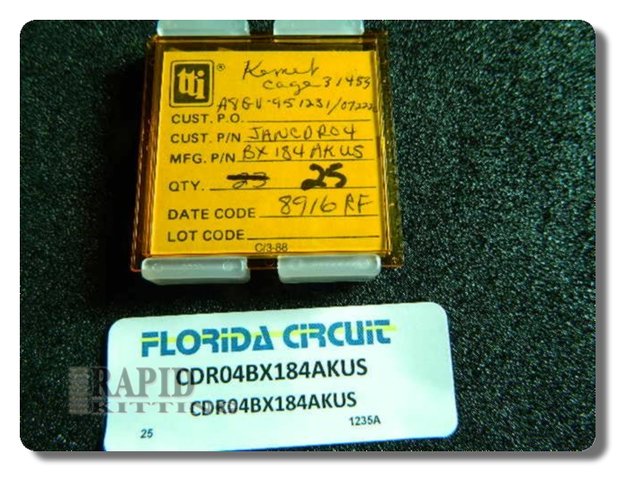 tti ®
Kemet
cage 31433
CUST. P.O.
CUST. P/N JANCDR04
MFG. P/N BX184AKUS
QTY. 23 25
DATE CODE 8916 RF
LOT CODE
C/3-88
FLORIDA CIRCUIT
CDR04BX184AKUS
CDR04BX184AKUS
25 1235A
RAPID